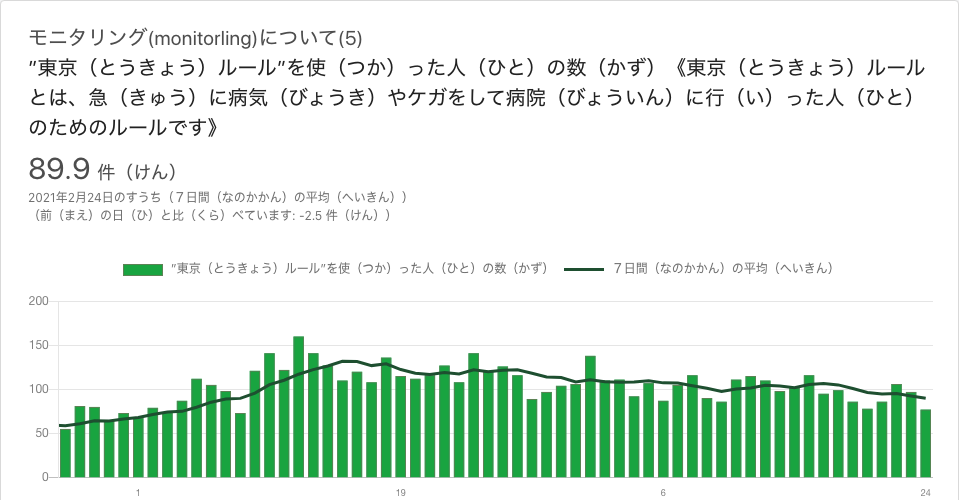 モニタリング(monitorling)について(5)
”東京（とうきょう）ルール”を使（つか）った人（ひと）の数（かず）《東京（とうきょう）ルール
とは、急（きゅう）に病気（びょうき）やケガをして病院（びょういん）に行（い）った人（ひと）
のためのルールです》
89.9 件（けん）
2021年2月24日のすうち（７日間（なのかかん）の平均（へいきん））
（前（まえ）の日（ひ）と比（くら）べています: -2.5 件（けん））
”東京（とうきょう）ルール”を使（つか）った人（ひと）の数（かず） ７日間（なのかかん）の平均（へいきん）
200
150
100
50
0
1 19 6 24